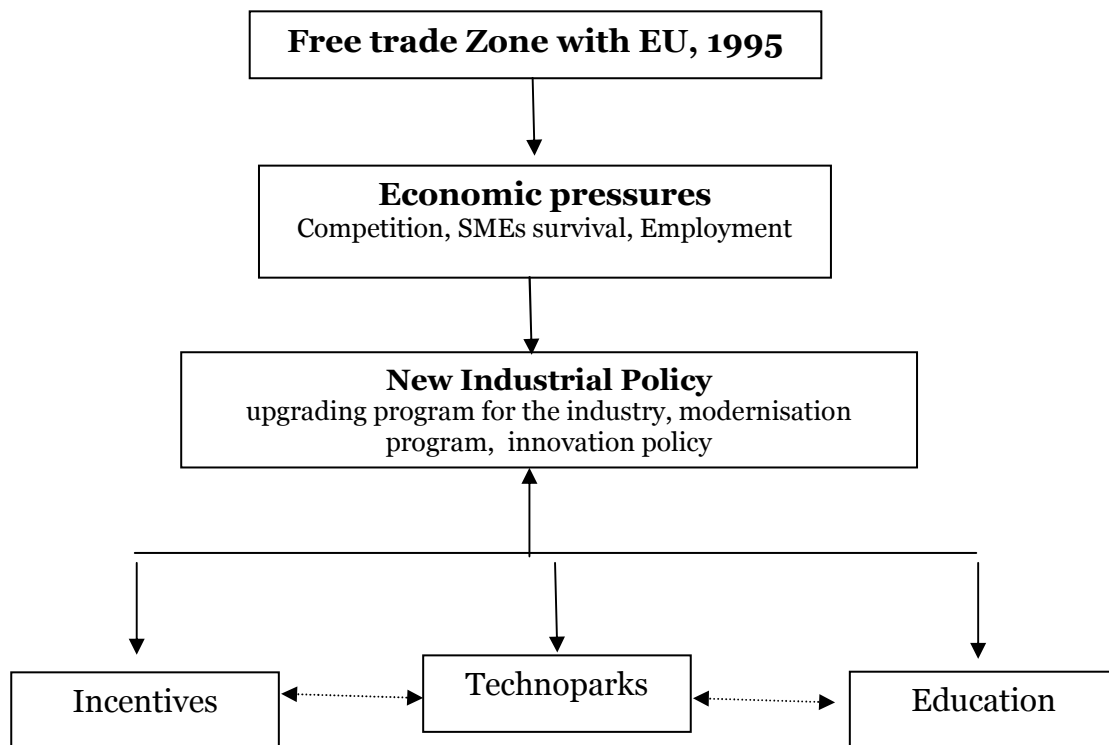 Free trade Zone with EU, 1995
Economic pressures
Competition, SMEs survival, Employment
New Industrial Policy
upgrading program for the industry, modernisation
program, innovation policy
Incentives
Technoparks
Education